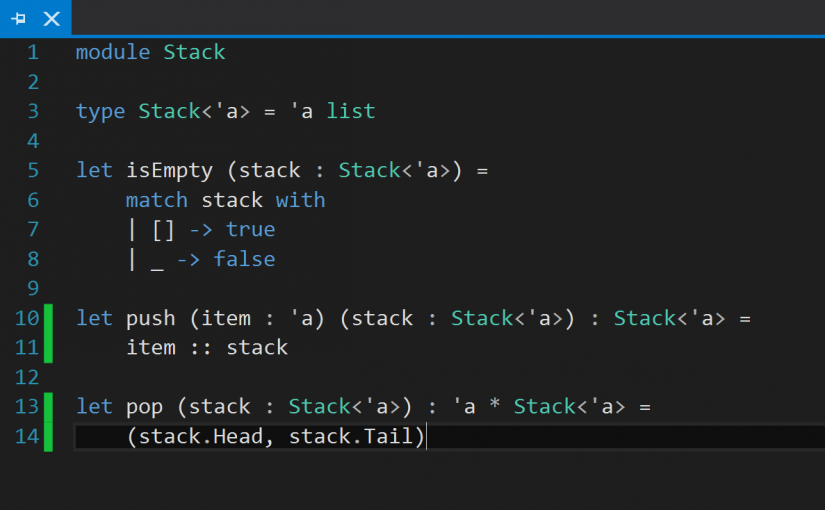 1 module Stack
2
3 type Stack<'a> = 'a list
4
5 let isEmpty (stack : Stack<'a>) =
6     match stack with
7     | [] -> true
8     | _ -> false
9
10 let push (item : 'a) (stack : Stack<'a>) : Stack<'a> =
11     item :: stack
12
13 let pop (stack : Stack<'a>) : 'a * Stack<'a> =
14     (stack.Head, stack.Tail)